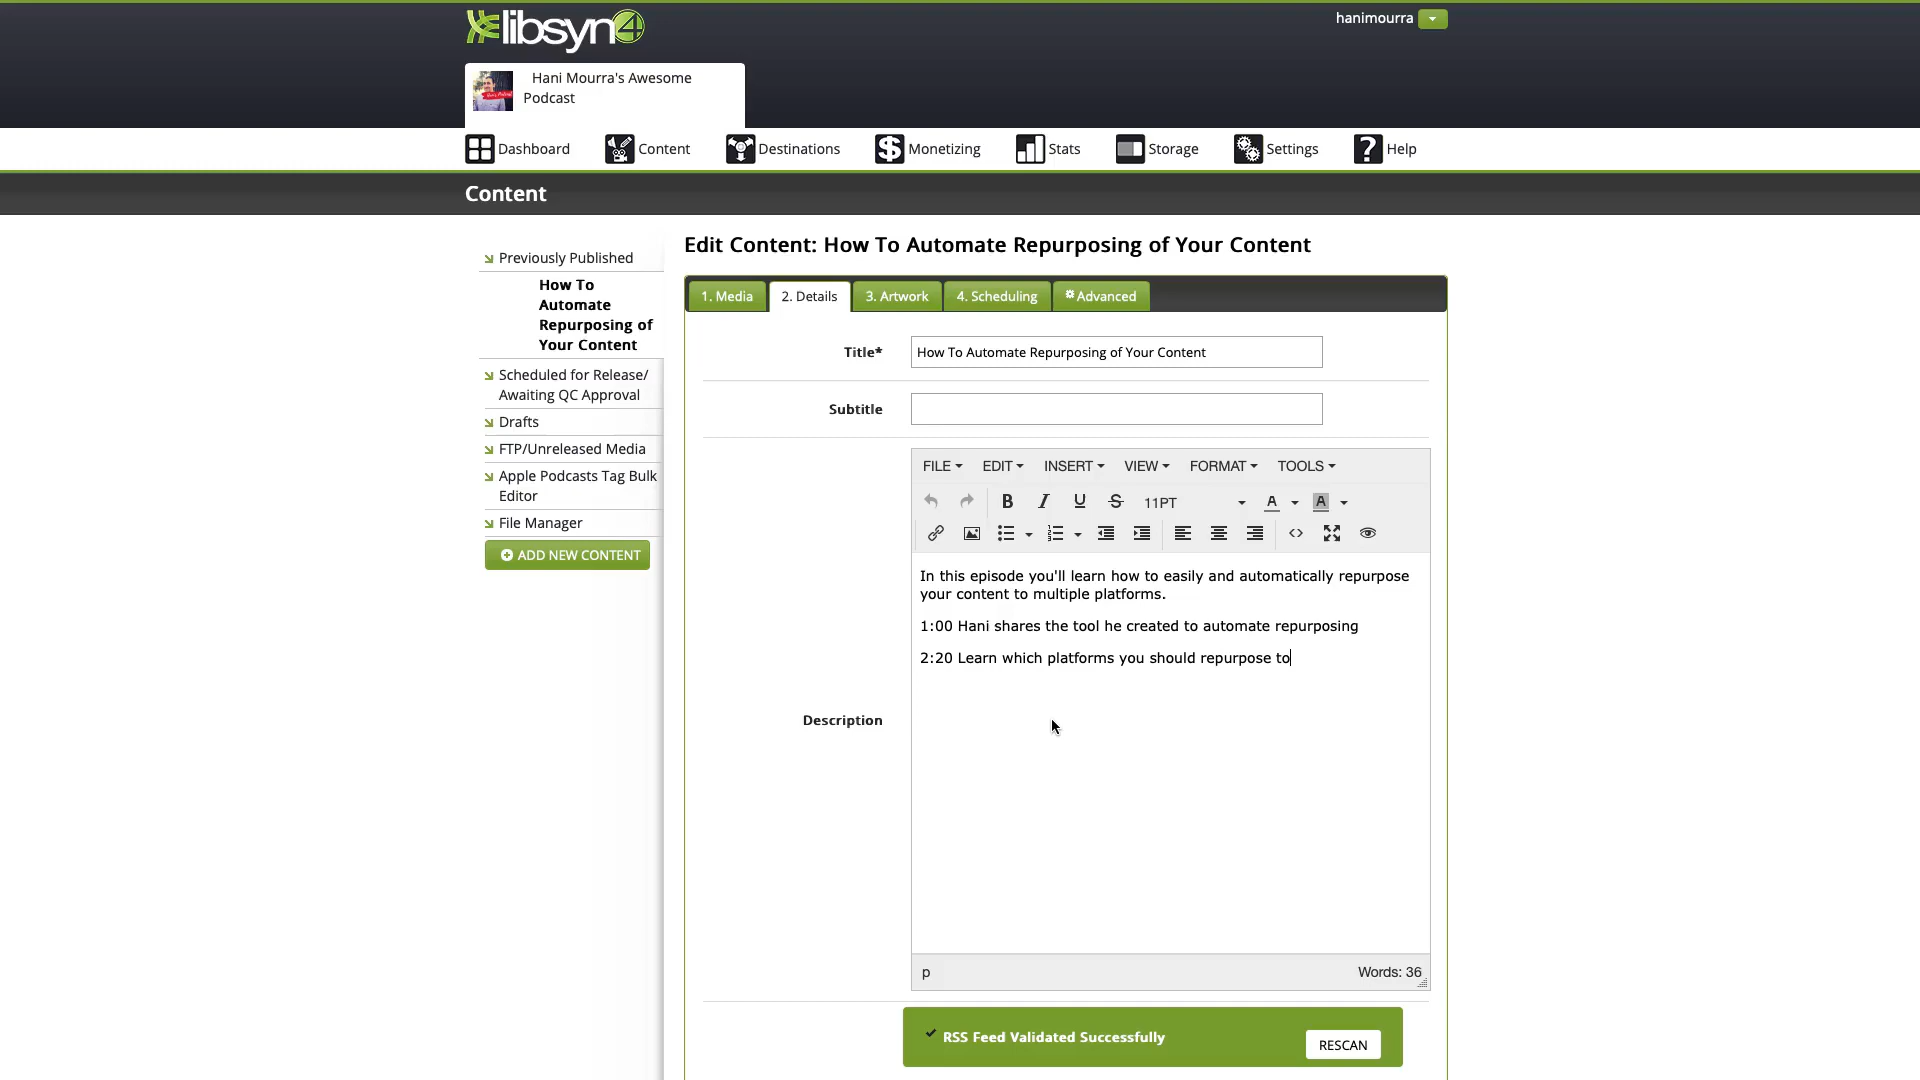 libsyn4
hanimourra
Hani Mourra's Awesome
Podcast
Dashboard
Content
Destinations
Monetizing
Stats
Storage
Settings
Help
Content
Previously Published
How To
Automate
Repurposing of
Your Content
Scheduled for Release/
Awaiting QC Approval
Drafts
FTP/Unreleased Media
Apple Podcasts Tag Bulk
Editor
File Manager
ADD NEW CONTENT
Edit Content: How To Automate Repurposing of Your Content
1. Media
2. Details
3. Artwork
4. Scheduling
Advanced
Title*
How To Automate Repurposing of Your Content
Subtitle
FILE EDIT INSERT VIEW FORMAT TOOLS
B I U S 11PT A A
In this episode you'll learn how to easily and automatically repurpose
your content to multiple platforms.
1:00 Hani shares the tool he created to automate repurposing
2:20 Learn which platforms you should repurpose to
Description
p
Words: 36
RSS Feed Validated Successfully
RESCAN